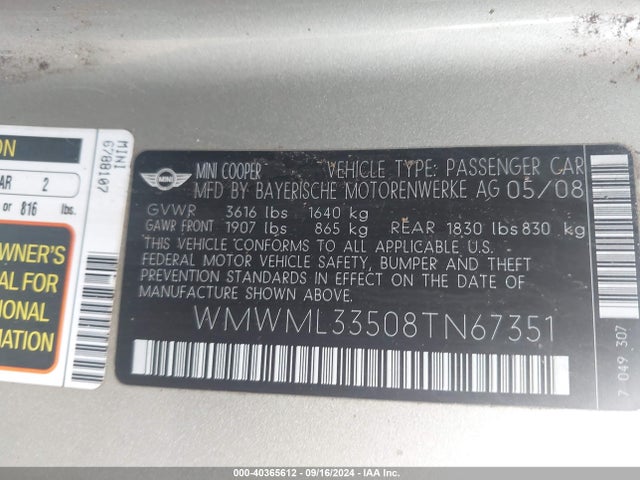 MINI
MINI COOPER
VEHICLE TYPE: PASSENGER CAR
MFD BY BAYERISCHE MOTORENWERKE AG 05/08
GVWR 3616 lbs 1640 kg
GAWR FRONT 1907 lbs 865 kg REAR 1830 lbs 830 kg
THIS VEHICLE CONFORMS TO ALL APPLICABLE U.S.
FEDERAL MOTOR VEHICLE SAFETY, BUMPER AND THEFT
PREVENTION STANDARDS IN EFFECT ON THE DATE OF
MANUFACTURE SHOWN ABOVE.
WMWML33508TN67351
7 049 307
ON
AR 2
or 816 lbs.
WNER'S
AL FOR
IONAL
MATION
MINI
6788107
000-40365612 - 09/16/2024 - IAA Inc.